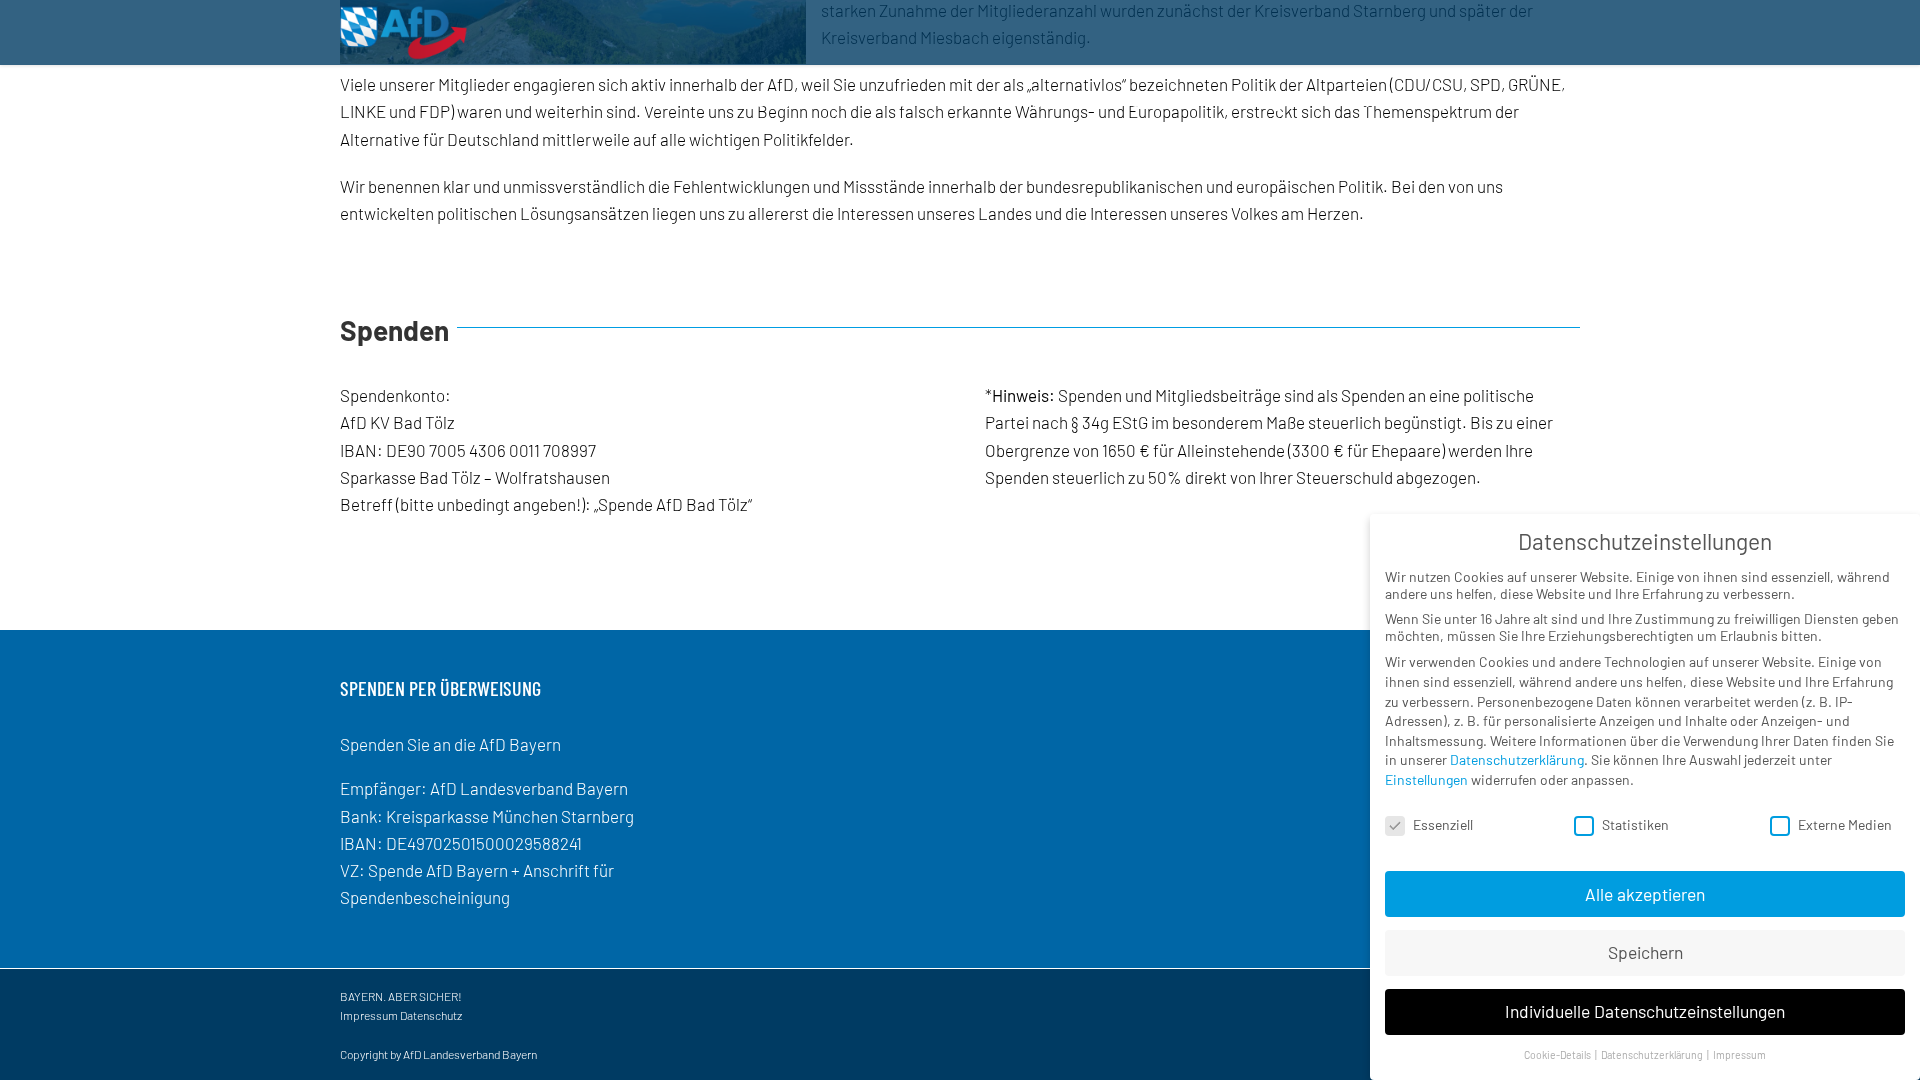 AfD
starken Zunahme der Mitgliederanzahl wurden zunächst der Kreisverband Starnberg und später der
Kreisverband Miesbach eigenständig.
Viele unserer Mitglieder engagieren sich aktiv innerhalb der AfD, weil Sie unzufrieden mit der als „alternativlos“ bezeichneten Politik der Altparteien (CDU/CSU, SPD, GRÜNE,
LINKE und FDP) waren und weiterhin sind. Vereinte uns zu Beginn noch die als falsch erkannte Währungs- und Europapolitik, erstreckt sich das Themenspektrum der
Alternative für Deutschland mittlerweile auf alle wichtigen Politikfelder.
Wir benennen klar und unmissverständlich die Fehlentwicklungen und Missstände innerhalb der bundesrepublikanischen und europäischen Politik. Bei den von uns
entwickelten politischen Lösungsansätzen liegen uns zu allererst die Interessen unseres Landes und die Interessen unseres Volkes am Herzen.
Spenden
Spendenkonto:
AfD KV Bad Tölz
IBAN: DE90 7005 4306 0011 708997
Sparkasse Bad Tölz – Wolfratshausen
Betreff (bitte unbedingt angeben!): „Spende AfD Bad Tölz“
*Hinweis: Spenden und Mitgliedsbeiträge sind als Spenden an eine politische
Partei nach § 34g EStG im besonderem Maße steuerlich begünstigt. Bis zu einer
Obergrenze von 1650 € für Alleinstehende (3300 € für Ehepaare) werden Ihre
Spenden steuerlich zu 50% direkt von Ihrer Steuerschuld abgezogen.
SPENDEN PER ÜBERWEISUNG
Spenden Sie an die AfD Bayern
Empfänger: AfD Landesverband Bayern
Bank: Kreisparkasse München Starnberg
IBAN: DE49702501500029588241
VZ: Spende AfD Bayern + Anschrift für
Spendenbescheinigung
BAYERN. ABER SICHER!
Impressum Datenschutz
Copyright by AfD Landesverband Bayern
Datenschutzeinstellungen
Wir nutzen Cookies auf unserer Website. Einige von ihnen sind essenziell, während
andere uns helfen, diese Website und Ihre Erfahrung zu verbessern.
Wenn Sie unter 16 Jahre alt sind und Ihre Zustimmung zu freiwilligen Diensten geben
möchten, müssen Sie Ihre Erziehungsberechtigten um Erlaubnis bitten.
Wir verwenden Cookies und andere Technologien auf unserer Website. Einige von
ihnen sind essenziell, während andere uns helfen, diese Website und Ihre Erfahrung
zu verbessern. Personenbezogene Daten können verarbeitet werden (z. B. IP-
Adressen), z. B. für personalisierte Anzeigen und Inhalte oder Anzeigen- und
Inhaltsmessung. Weitere Informationen über die Verwendung Ihrer Daten finden Sie
in unserer Datenschutzerklärung. Sie können Ihre Auswahl jederzeit unter
Einstellungen widerrufen oder anpassen.
Essenziell Statistiken Externe Medien
Alle akzeptieren
Speichern
Individuelle Datenschutzeinstellungen
Cookie-Details | Datenschutzerklärung | Impressum